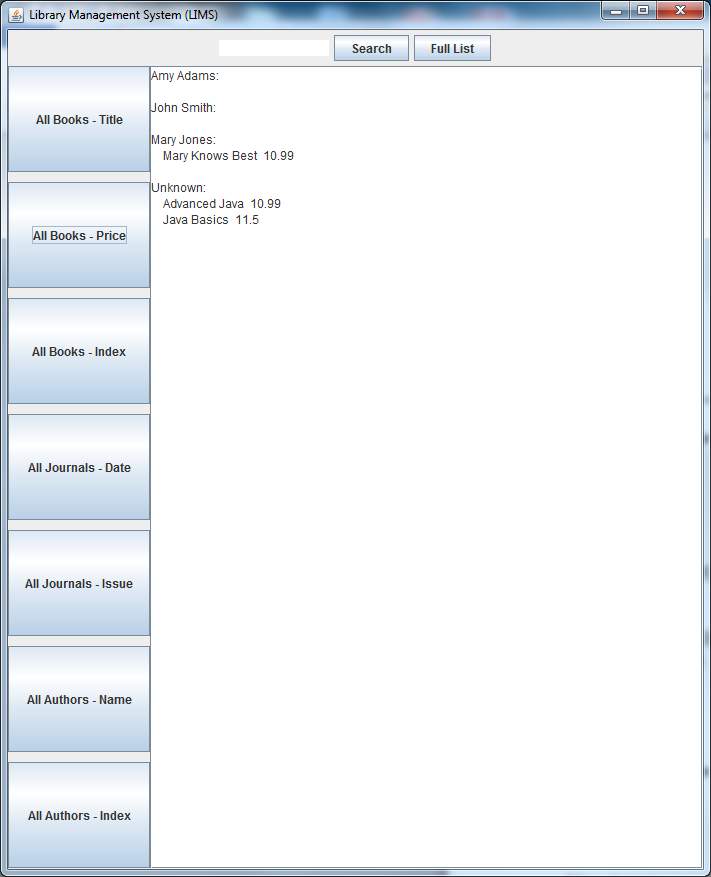 Library Management System (LIMS)
Search
Full List
All Books - Title
All Books - Price
All Books - Index
All Journals - Date
All Journals - Issue
All Authors - Name
All Authors - Index
Amy Adams:
John Smith:
Mary Jones:
Mary Knows Best  10.99
Unknown:
Advanced Java  10.99
Java Basics  11.5